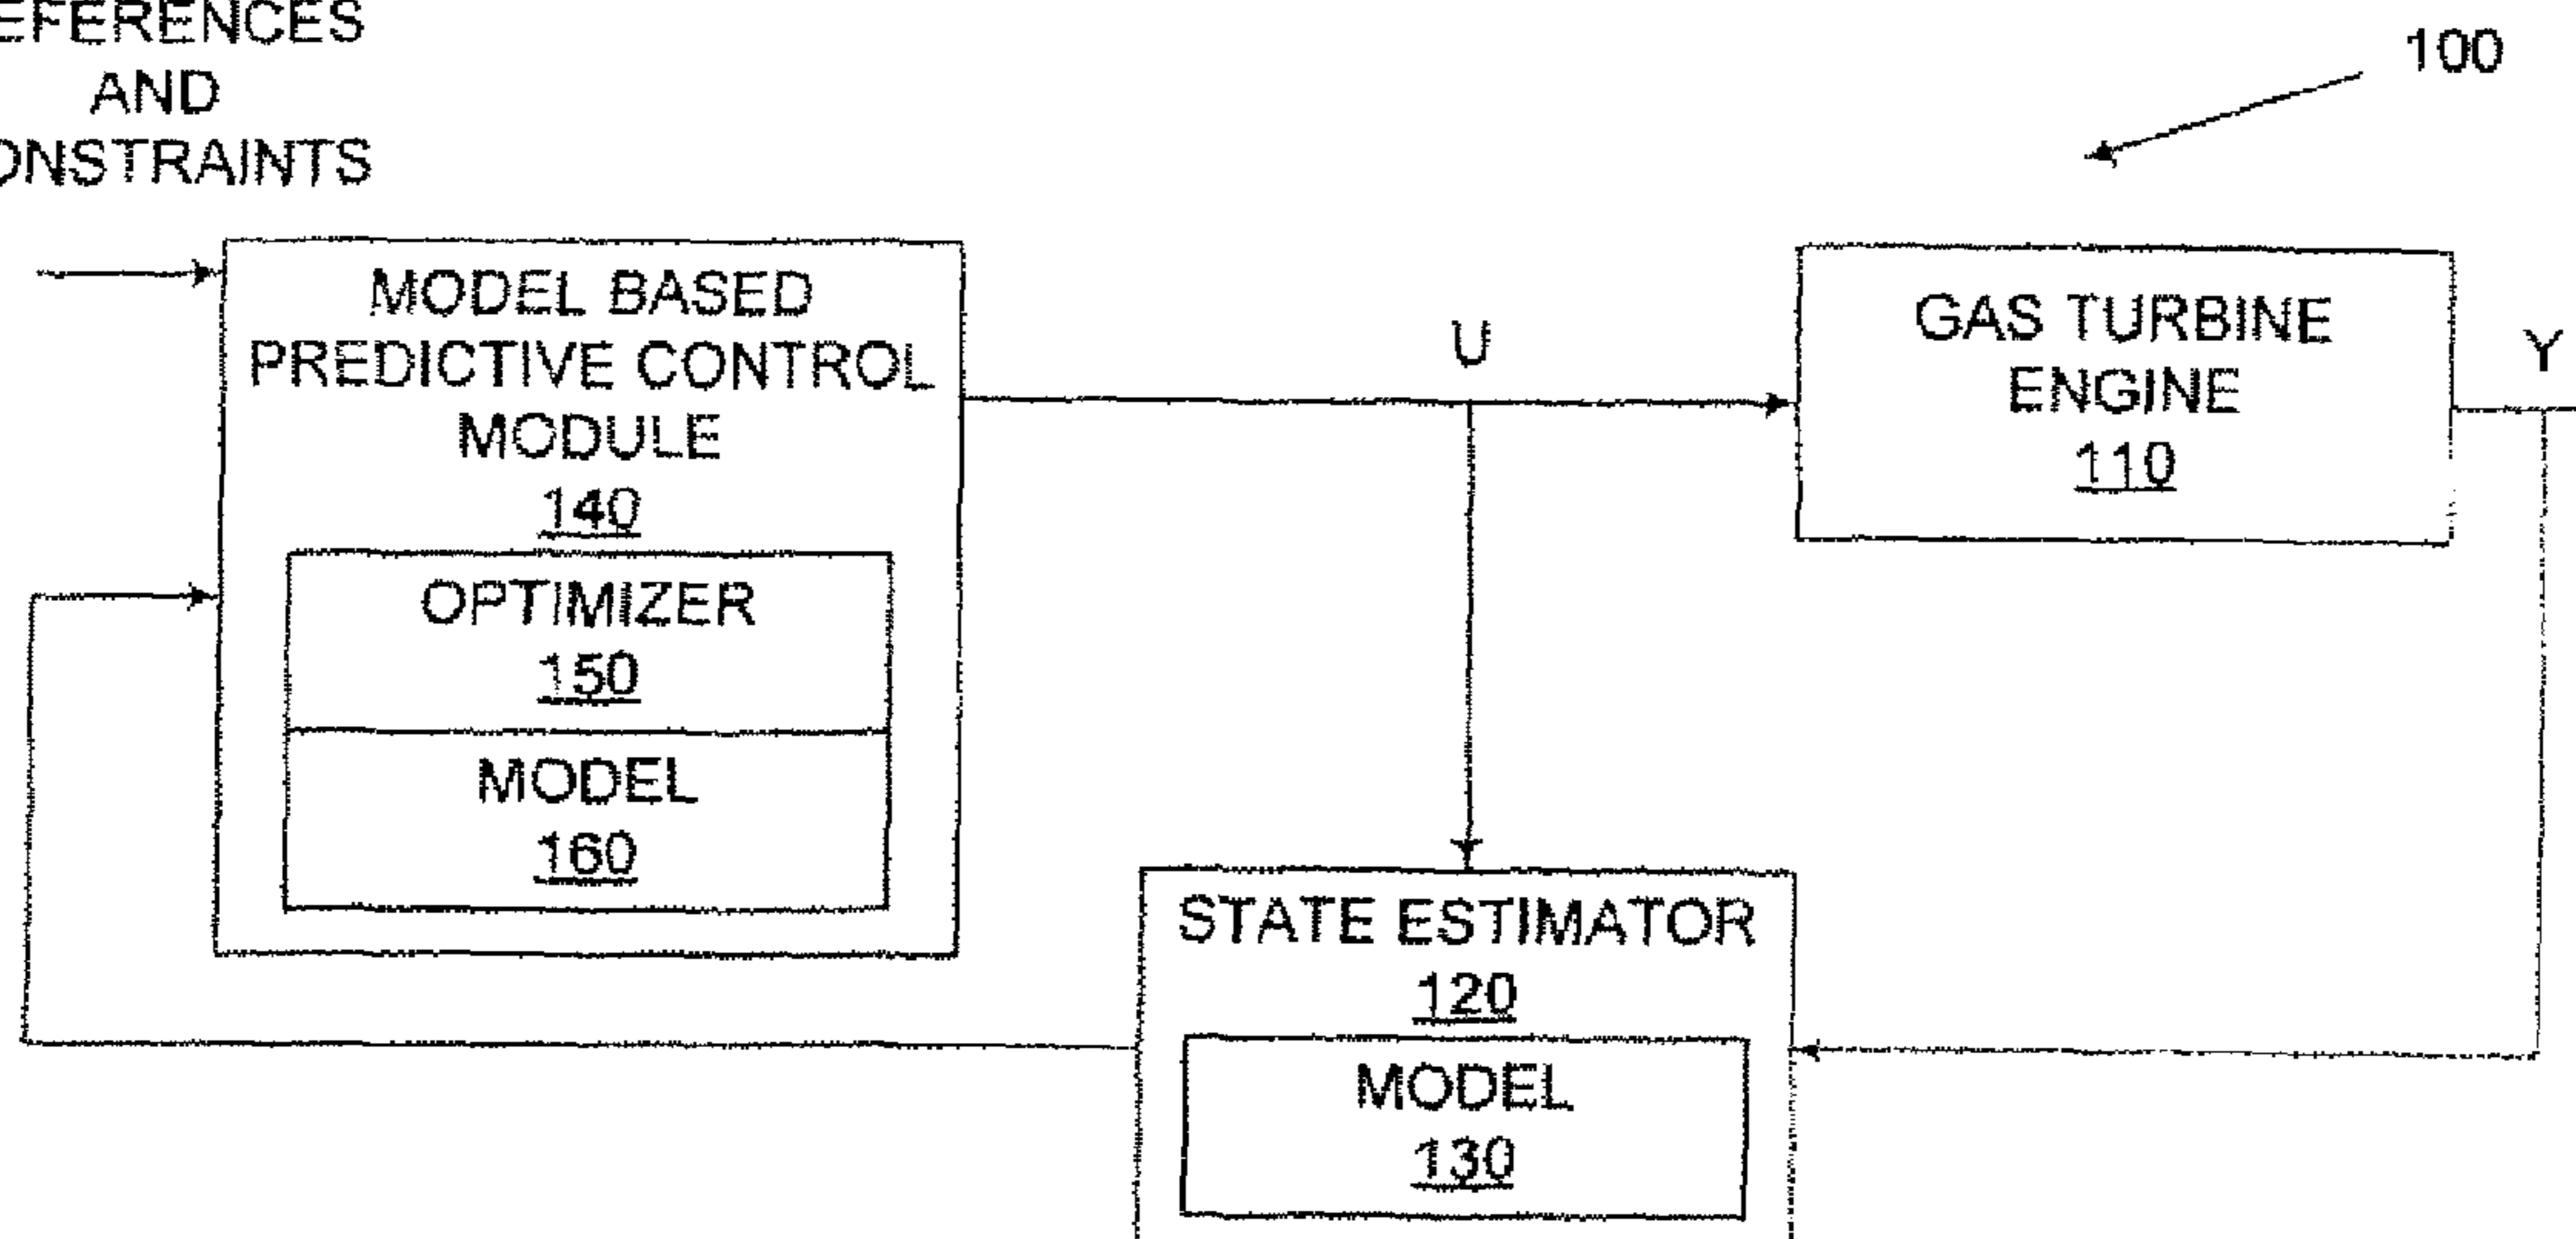 EFERENCES
AND
ONSTRAINTS
100
MODEL BASED
PREDICTIVE CONTROL
MODULE
140
OPTIMIZER
150
MODEL
160
U
GAS TURBINE
ENGINE
110
Y
STATE ESTIMATOR
120
MODEL
130